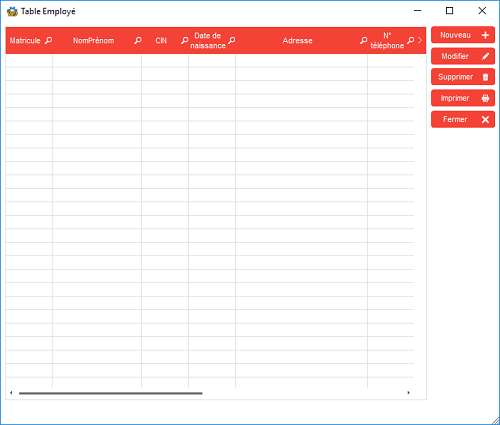 Table Employé
Matricule NomPrénom CIN Date de naissance Adresse N° téléphone
Nouveau
Modifier
Supprimer
Imprimer
Fermer